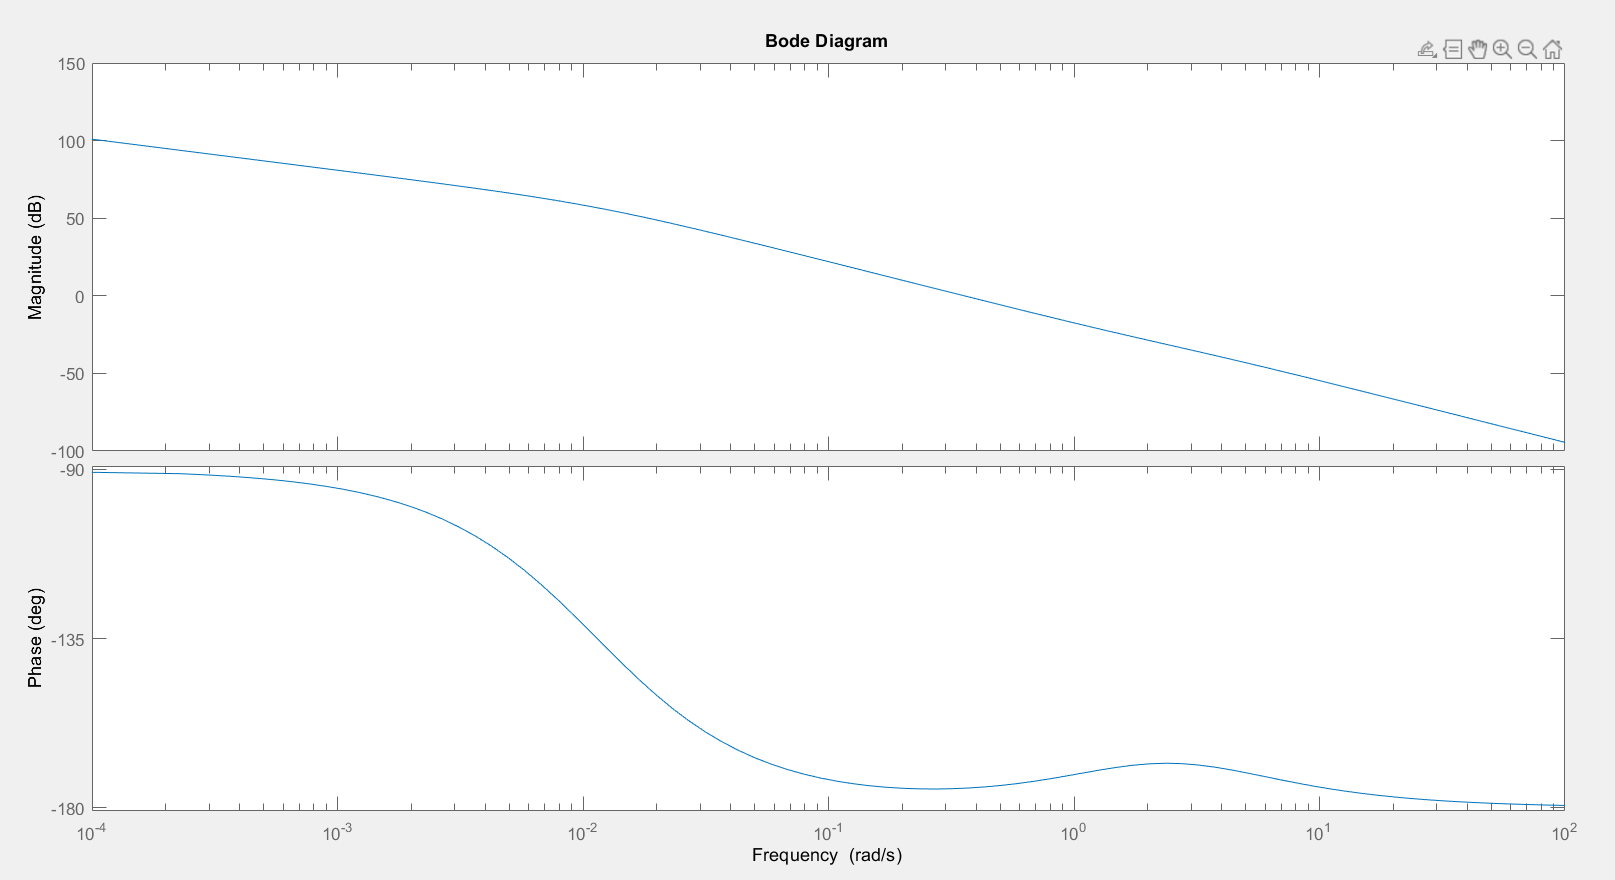 Bode Diagram
150
100
50
0
-50
-100
Magnitude (dB)
-90
-135
-180
Phase (deg)
10^-4 10^-3 10^-2 10^-1 10^0 10^1 10^2
Frequency (rad/s)